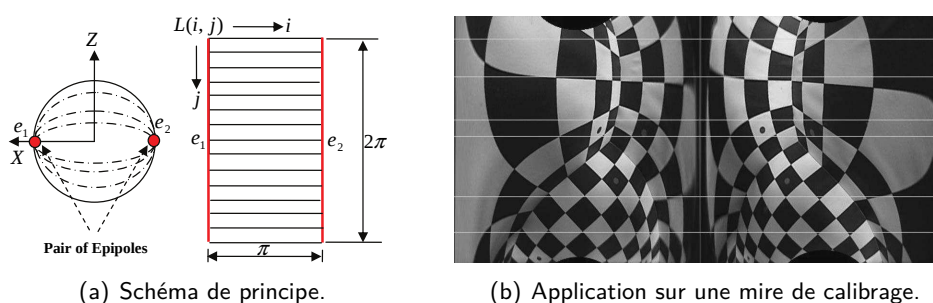 L(i, j) i
Z
j
e1 e2 e1 e2 2π
X
Pair of Epipoles π
(a) Schéma de principe. (b) Application sur une mire de calibrage.